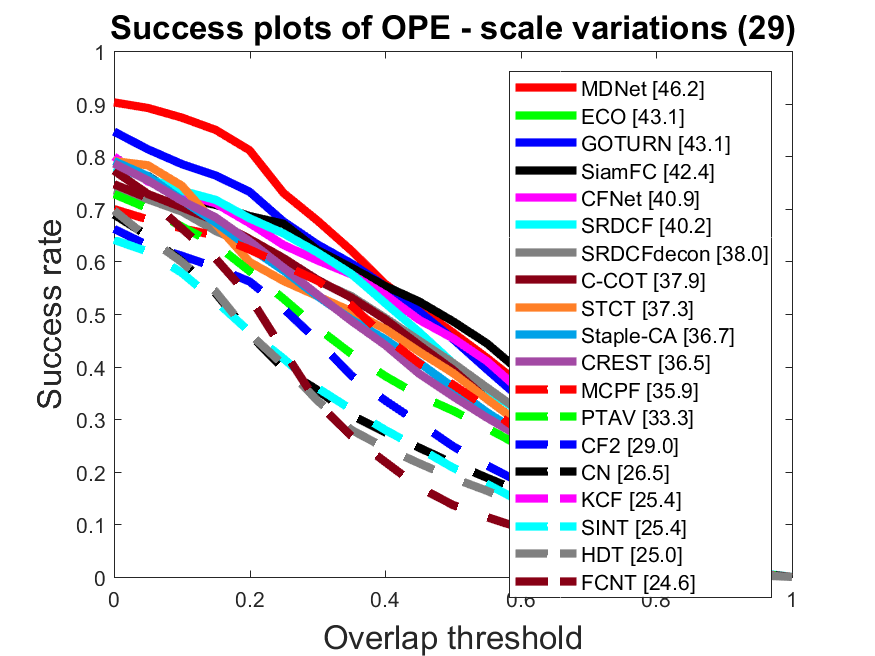 Success plots of OPE - scale variations (29)
1
0.9
0.8
0.7
0.6
0.5
0.4
0.3
0.2
0.1
0
Success rate
MDNet [46.2]
ECO [43.1]
GOTURN [43.1]
SiamFC [42.4]
CFNet [40.9]
SRDCF [40.2]
SRDCFdecon [38.0]
C-COT [37.9]
STCT [37.3]
Staple-CA [36.7]
CREST [36.5]
MCPF [35.9]
PTAV [33.3]
CF2 [29.0]
CN [26.5]
KCF [25.4]
SINT [25.4]
HDT [25.0]
FCNT [24.6]
0 0.2 0.4 0.6 0.8 1
Overlap threshold